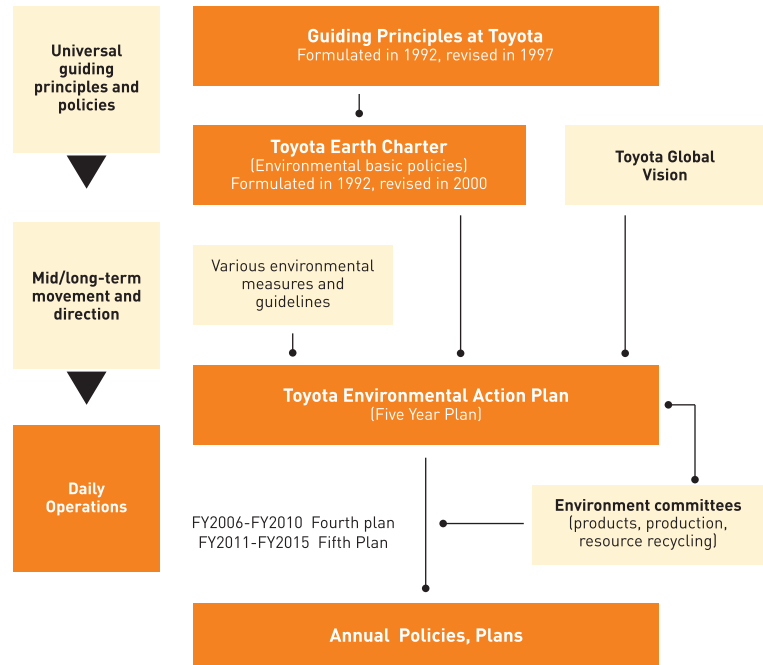 Universal
guiding
principles and
policies
Guiding Principles at Toyota
Formulated in 1992, revised in 1997
Toyota Earth Charter
(Environmental basic policies)
Formulated in 1992, revised in 2000
Toyota Global
Vision
Mid/long-term
movement and
direction
Various environmental
measures and
guidelines
Toyota Environmental Action Plan
(Five Year Plan)
Daily
Operations
FY2006-FY2010 Fourth plan
FY2011-FY2015 Fifth Plan
Environment committees
(products, production,
resource recycling)
Annual Policies, Plans